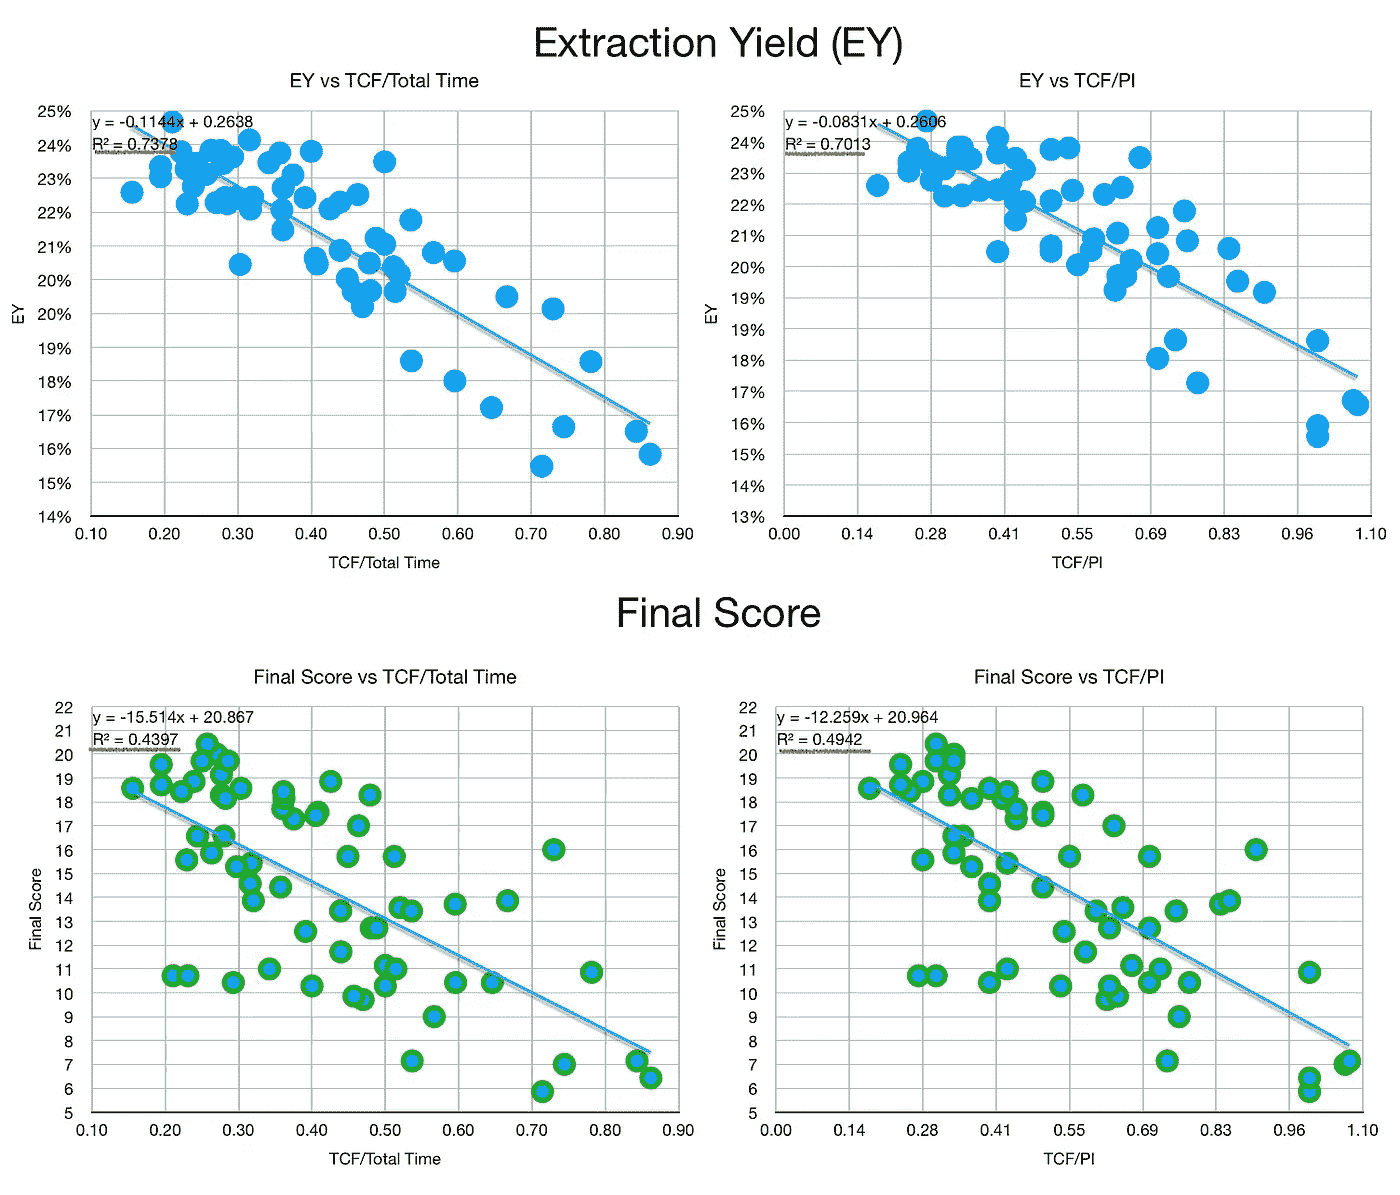 Extraction Yield (EY)
EY vs TCF/Total Time
EY vs TCF/PI
25%
24%
23%
22%
21%
20%
20%
19%
18%
17%
16%
15%
14%
EY
y = -0.1144x + 0.2638
R² = 0.7378
0.10 0.20 0.30 0.40 0.50 0.60 0.70 0.80 0.90
TCF/Total Time
25%
24%
23%
22%
21%
20%
19%
19%
18%
17%
16%
15%
14%
13%
EY
y = -0.0831x + 0.2606
R² = 0.7013
0.00 0.14 0.28 0.41 0.55 0.69 0.83 0.96 1.10
TCF/PI
Final Score
Final Score vs TCF/Total Time
Final Score vs TCF/PI
22
21
20
19
18
17
16
15
14
13
12
11
10
9
8
7
6
5
Final Score
y = -15.514x + 20.867
R² = 0.4397
0.10 0.20 0.30 0.40 0.50 0.60 0.70 0.80 0.90
TCF/Total Time
22
21
20
19
18
17
16
15
14
13
12
11
10
9
8
7
6
5
Final Score
y = -12.259x + 20.964
R² = 0.4942
0.00 0.14 0.28 0.41 0.55 0.69 0.83 0.96 1.10
TCF/PI